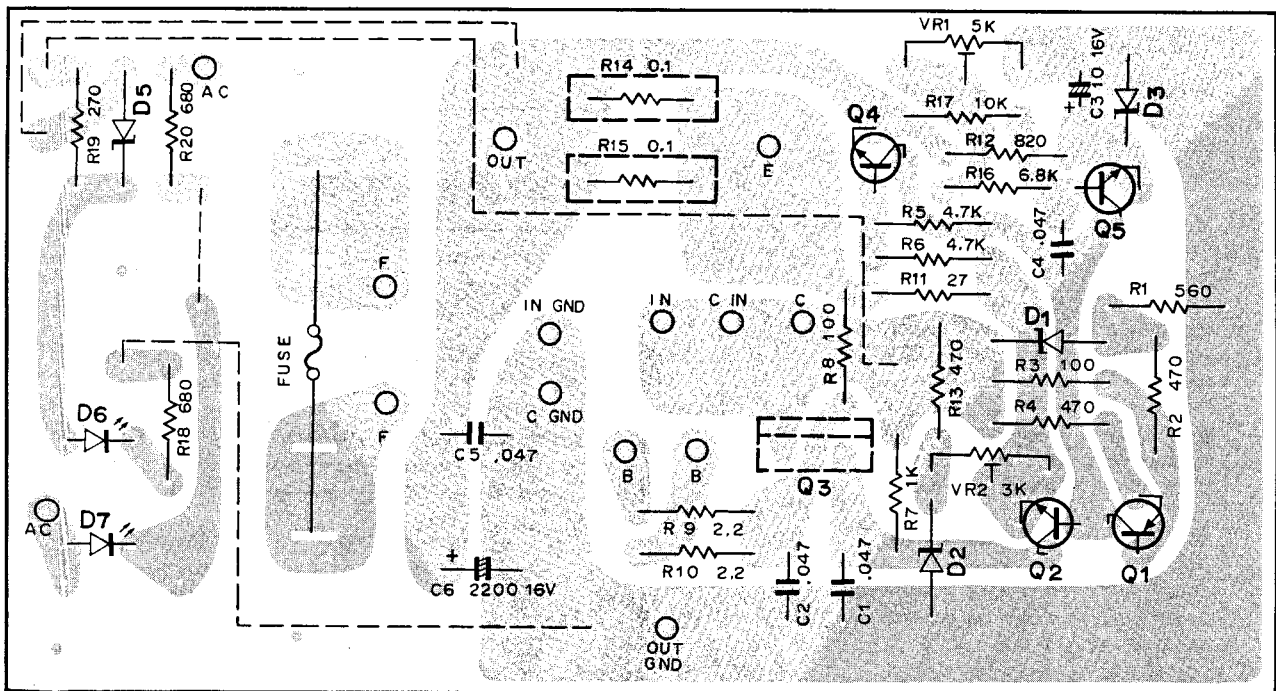 VR1 5K
R14 0.1
C3 10 16V
+
D3
R19 270
D5
R20 680
AC
R17 10K
Q4
R12 820
OUT
R15 0.1
E
R16 6.8K
R5 4.7K
Q5
R6 4.7K
C4 .047
F
R11 27
R1 560
IN GND
IN
C IN
C
R8 100
D1
FUSE
R3 100
R13 470
R2 470
C GND
R4 470
D6
R18 680
F
C5 .047
B
B
Q3
VR2 3K
R7 1K
AC
D7
R9 2.2
D2
Q2
Q1
+
R10 2.2
C6 2200 16V
C2 .047
C1 .047
OUT
GND